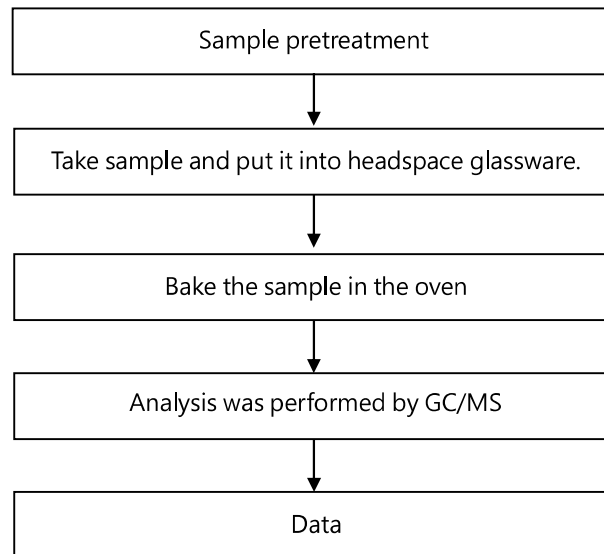 Sample pretreatment
Take sample and put it into headspace glassware.
Bake the sample in the oven
Analysis was performed by GC/MS
Data